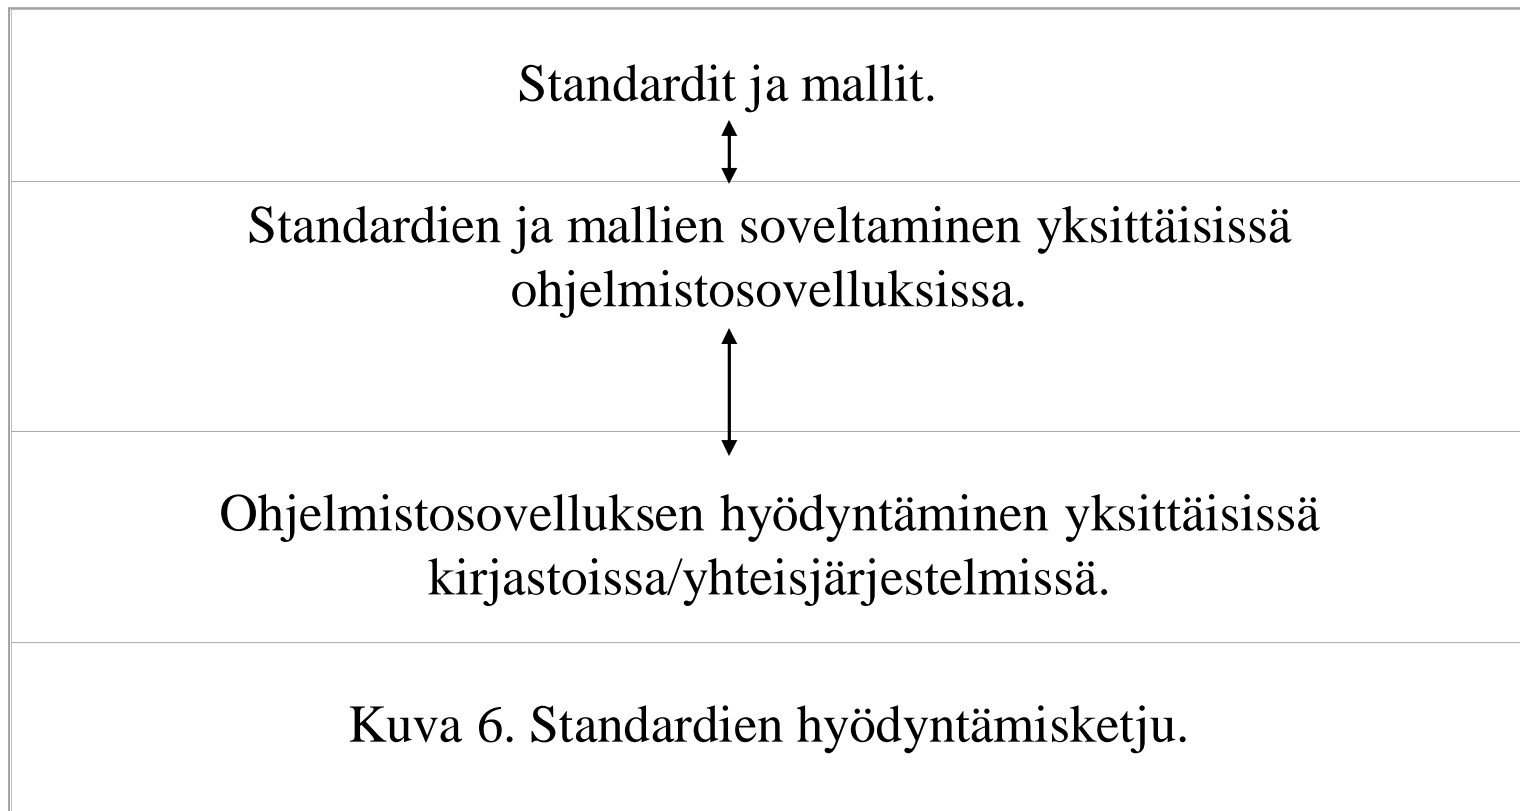 Standardit ja mallit.
Standardien ja mallien soveltaminen yksittäisissä
ohjelmistosovelluksissa.
Ohjelmistosovelluksen hyödyntäminen yksittäisissä
kirjastoissa/yhteisjärjestelmissä.
Kuva 6. Standardien hyödyntämisketju.